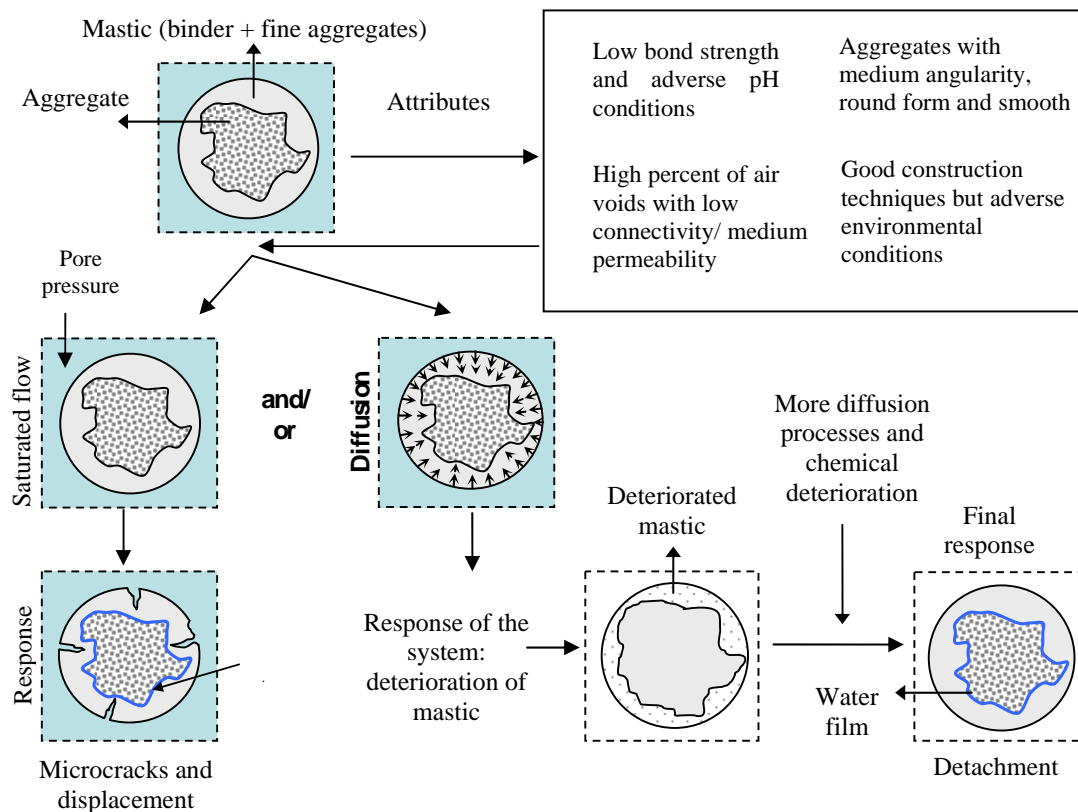 Mastic (binder + fine aggregates)
Aggregate
Attributes
Low bond strength
and adverse pH
conditions
Aggregates with
medium angularity,
round form and smooth
High percent of air
voids with low
connectivity/ medium
permeability
Good construction
techniques but adverse
environmental
conditions
Pore
pressure
Saturated flow
and/
or
Diffusion
More diffusion
processes and
chemical
deterioration
Deteriorated
mastic
Final
response
Response
Response of the
system:
deterioration of
mastic
Water
film
Microcracks and
displacement
Detachment